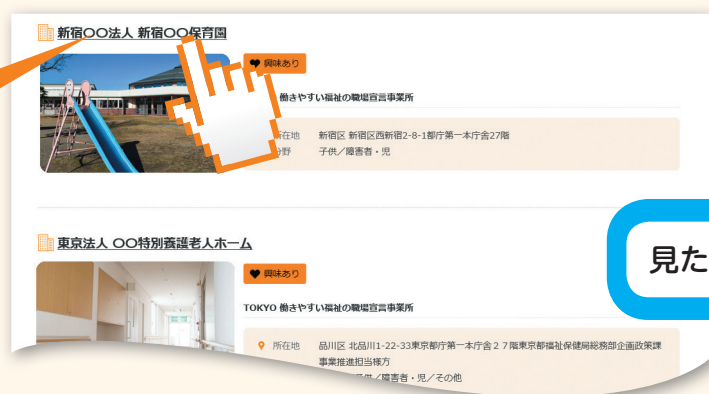 新宿〇〇法人 新宿〇〇保育園
興味あり
働きやすい福祉の職場宣言事業所
所在地 新宿区 新宿区西新宿2-8-1都庁第一本庁舎27階
分野 子供／障害者・児
見た
東京法人 〇〇特別養護老人ホーム
興味あり
TOKYO 働きやすい福祉の職場宣言事業所
所在地 品川区 北品川1-22-33東京都庁第一本庁舎２７階東京都福祉保健局総務部企画政策課
事業推進担当様方
子供／障害者・児／その他